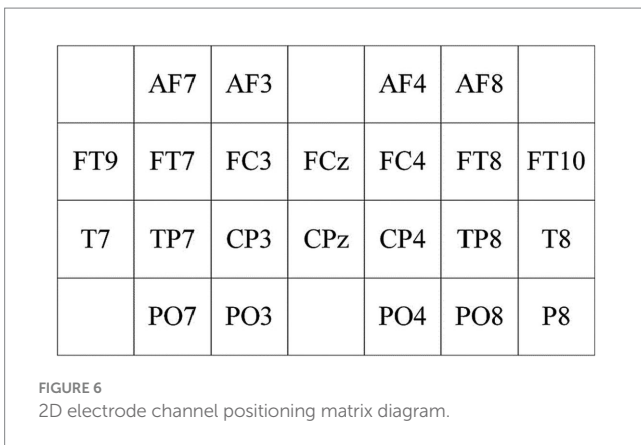 AF7 AF3 AF4 AF8
FT9 FT7 FC3 FCz FC4 FT8 FT10
T7 TP7 CP3 CPz CP4 TP8 T8
PO7 PO3 PO4 PO8 P8
FIGURE 6
2D electrode channel positioning matrix diagram.